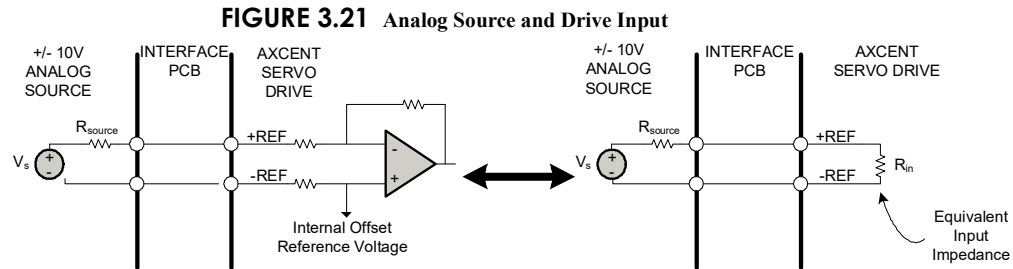 FIGURE 3.21 Analog Source and Drive Input
+/- 10V
ANALOG
SOURCE
INTERFACE
PCB
AXCENT
SERVO
DRIVE
Rsource
Vs
+
-
+REF
-REF
-
+
Internal Offset
Reference Voltage
+/- 10V
ANALOG
SOURCE
INTERFACE
PCB
AXCENT
SERVO DRIVE
Rsource
Vs
+
-
+REF
-REF
Rin
Equivalent
Input
Impedance